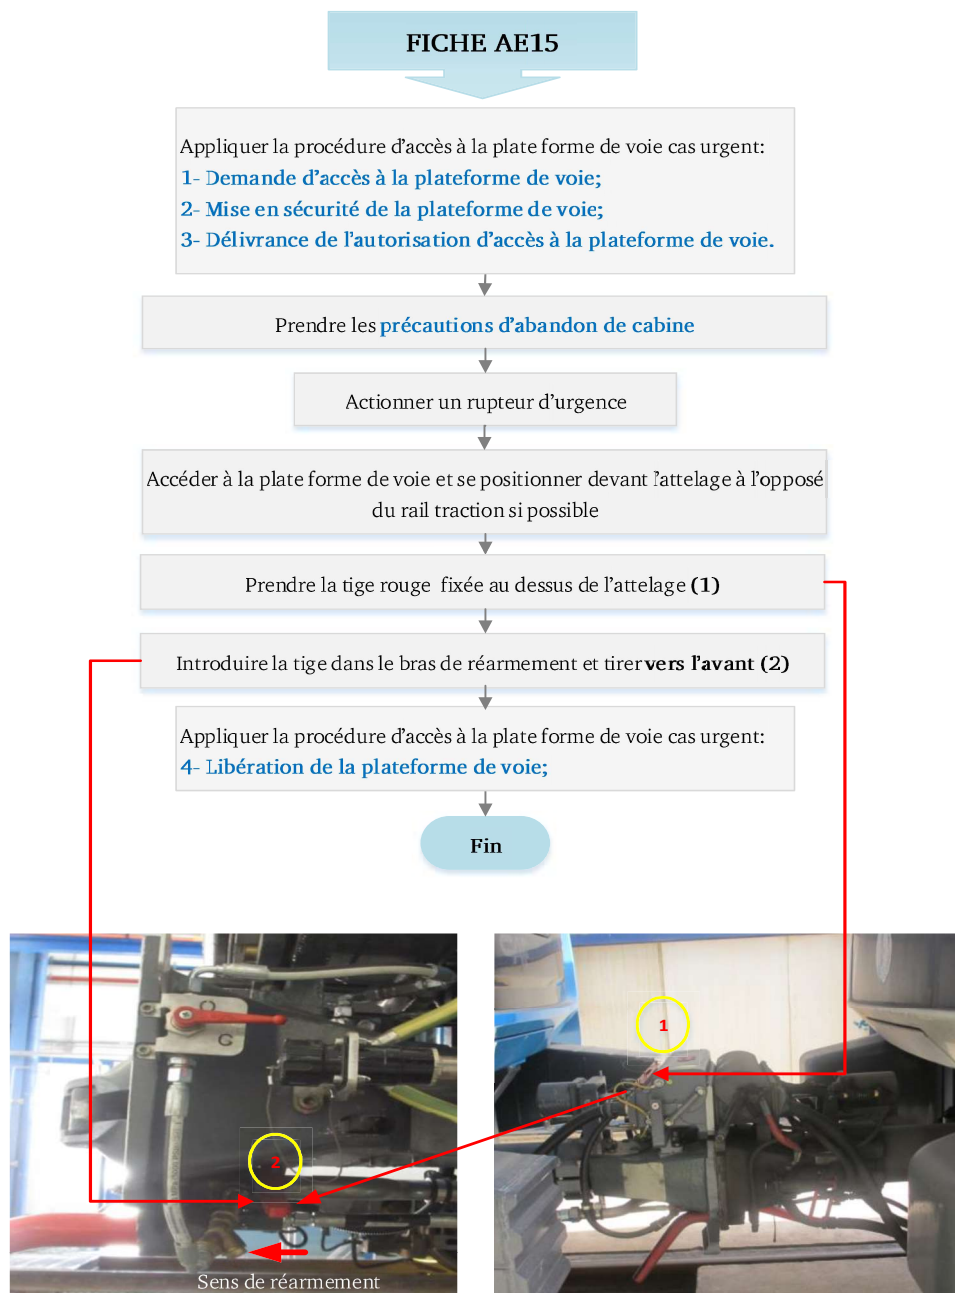 FICHE AE15
Appliquer la procédure d'accès à la plate forme de voie cas urgent:
1- Demande d'accès à la plateforme de voie;
2- Mise en sécurité de la plateforme de voie;
3- Délivrance de l'autorisation d'accès à la plateforme de voie.
Prendre les précautions d'abandon de cabine
Actionner un rupteur d'urgence
Accéder à la plate forme de voie et se positionner devant l'attelage à l'opposé
du rail traction si possible
Prendre la tige rouge fixée au dessus de l'attelage (1)
Introduire la tige dans le bras de réarmement et tirer vers l'avant (2)
Appliquer la procédure d'accès à la plate forme de voie cas urgent:
4- Libération de la plateforme de voie;
Fin
1
2
Sens de réarmement